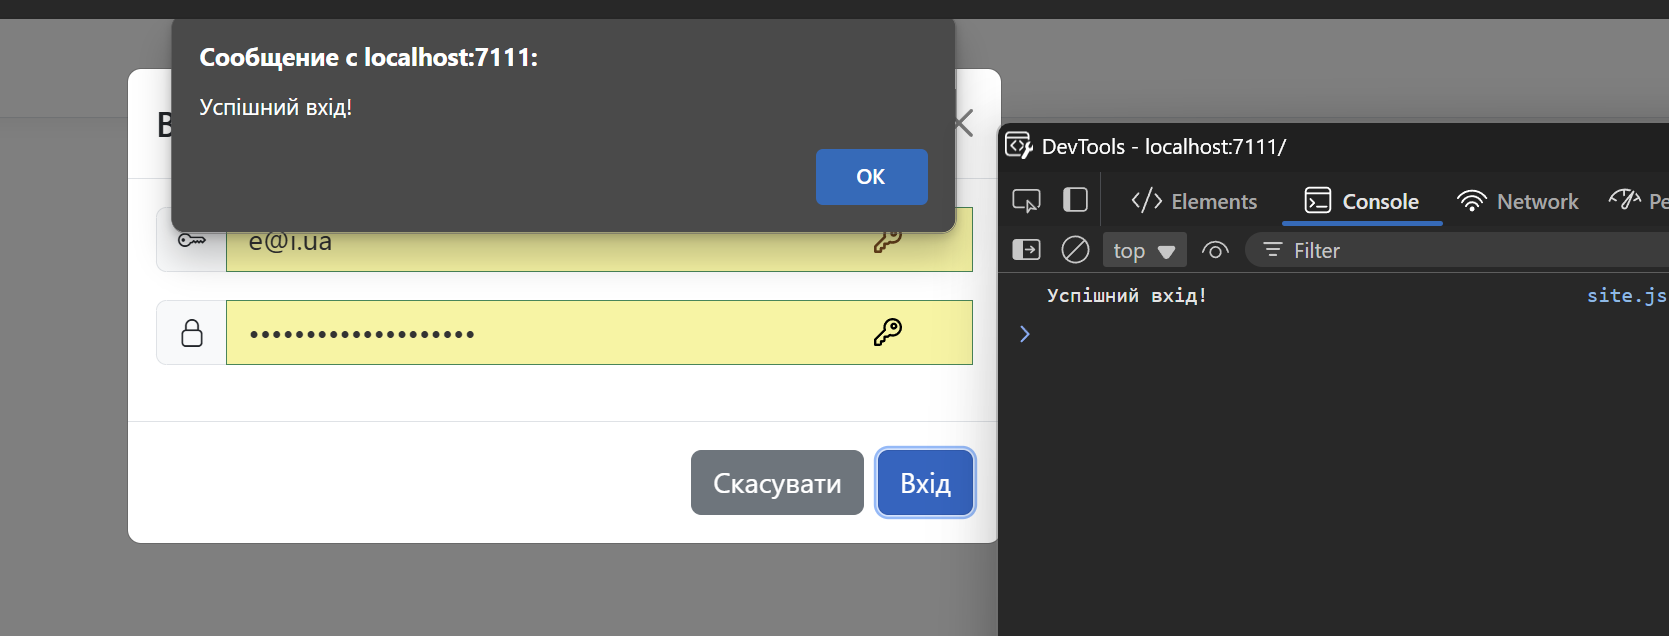 Сообщение с localhost:7111:
Успішний вхід!
OK
e@i.ua
Скасувати
Вхід
DevTools - localhost:7111/
Elements
Console
Network
top
Filter
Успішний вхід!
site.js